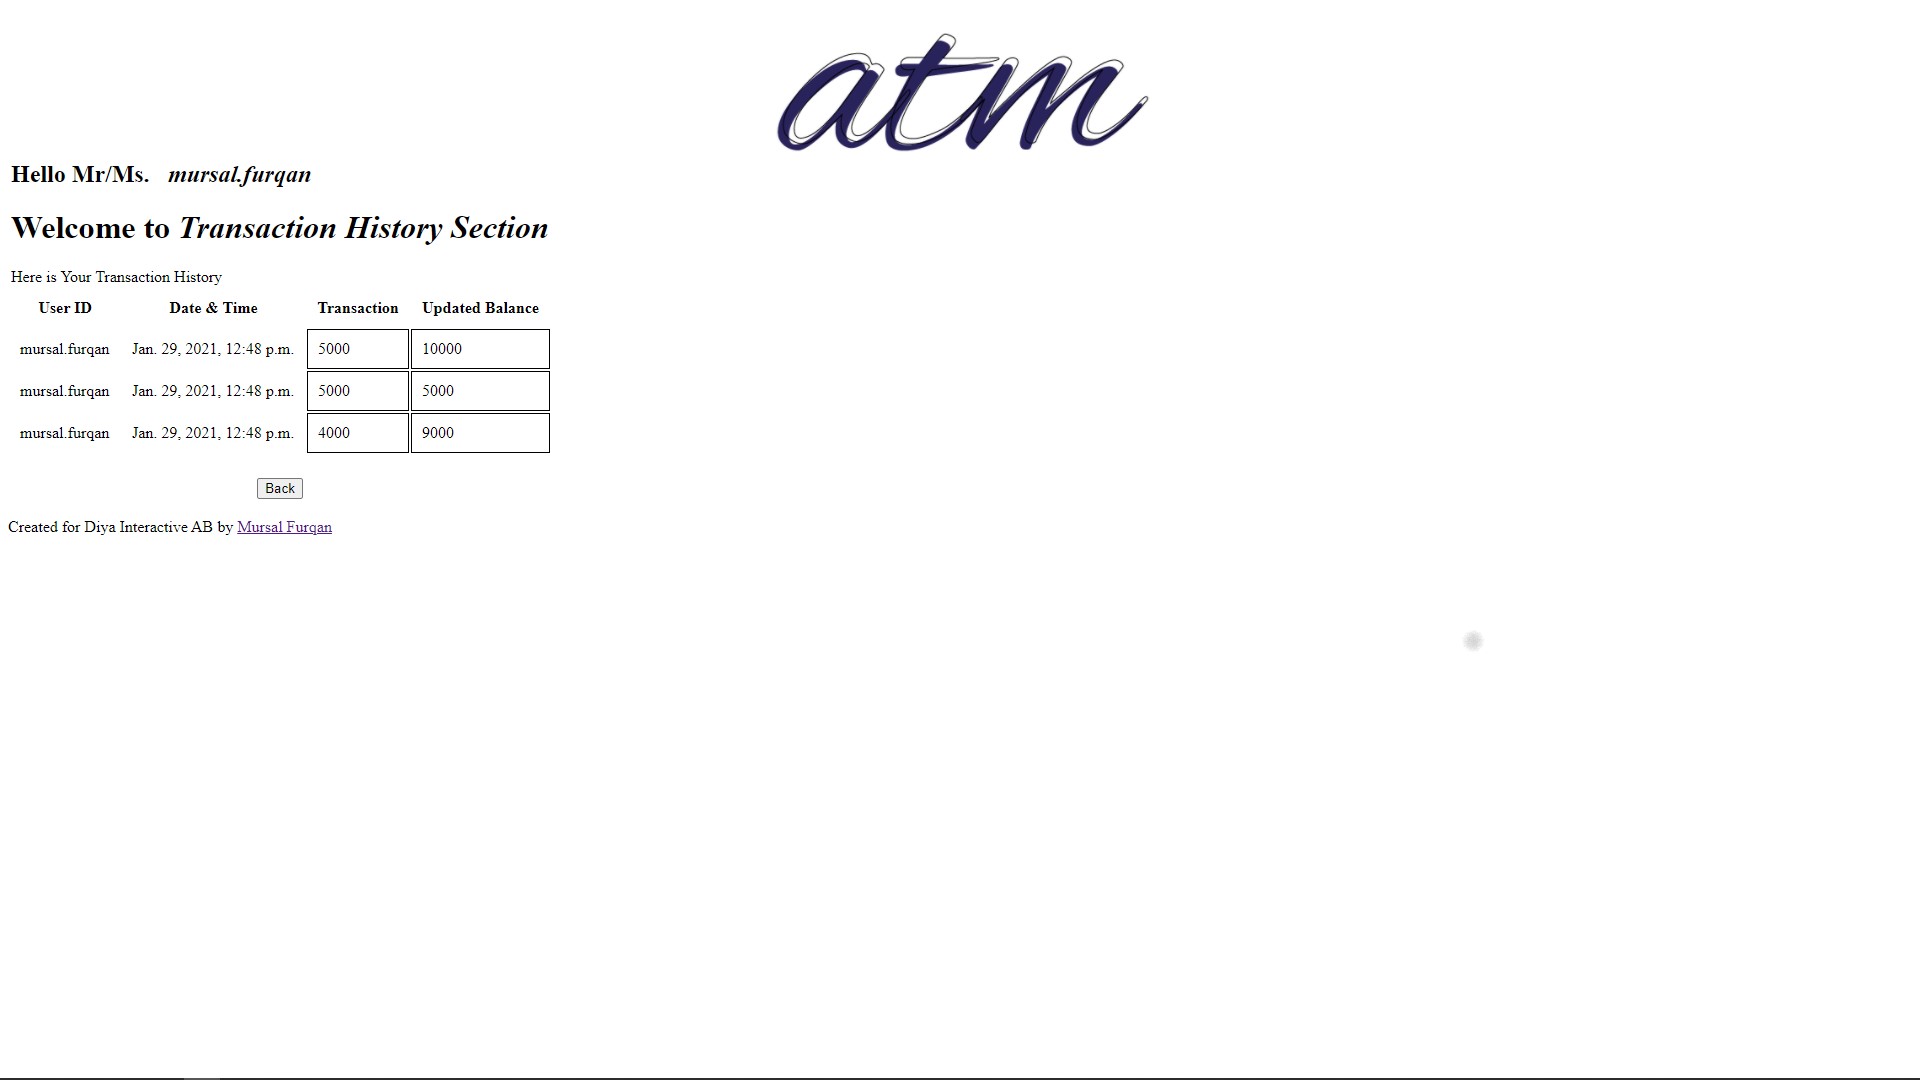 atm
Hello Mr/Ms. mursal.furqan
Welcome to Transaction History Section
Here is Your Transaction History
User ID Date & Time Transaction Updated Balance
mursal.furqan Jan. 29, 2021, 12:48 p.m. 5000 10000
mursal.furqan Jan. 29, 2021, 12:48 p.m. 5000 5000
mursal.furqan Jan. 29, 2021, 12:48 p.m. 4000 9000
Back
Created for Diya Interactive AB by Mursal Furqan